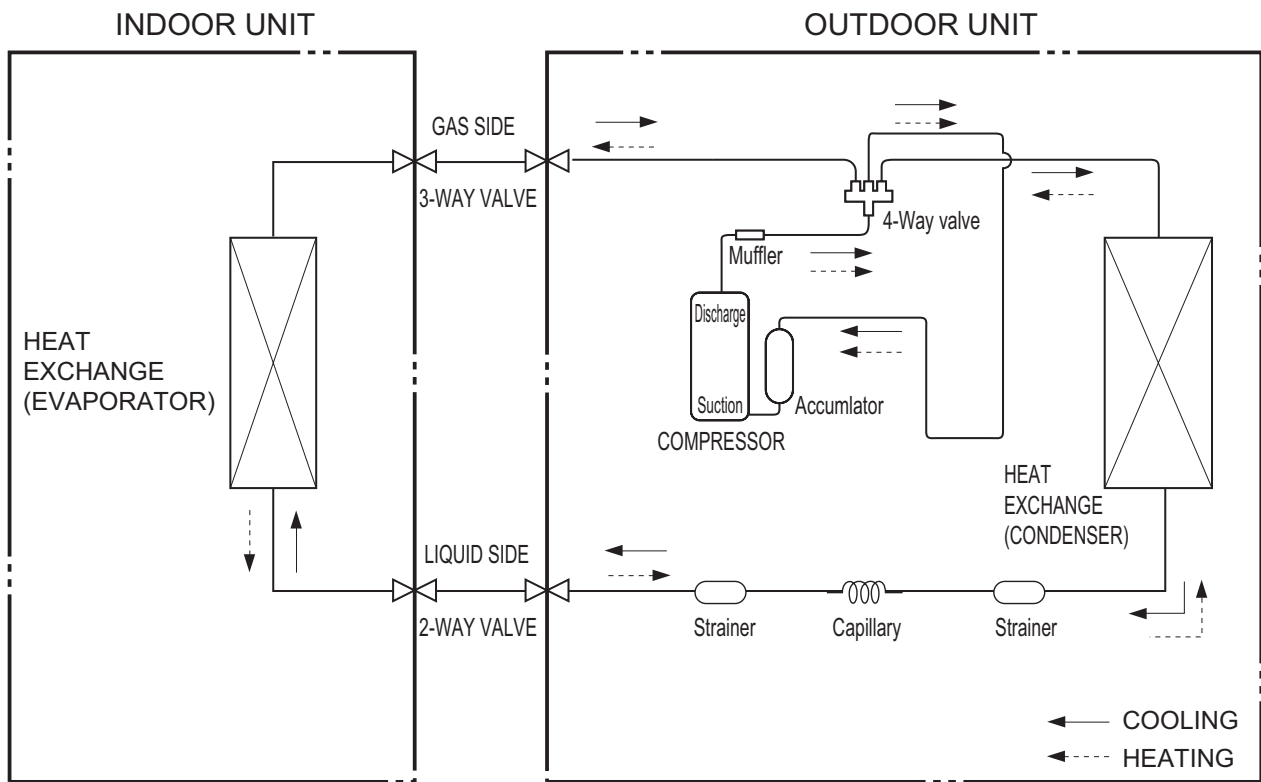 INDOOR UNIT
OUTDOOR UNIT
GAS SIDE
3-WAY VALVE
4-Way valve
Muffler
Discharge
HEAT
EXCHANGE
(EVAPORATOR)
Suction
Accumlator
COMPRESSOR
HEAT
EXCHANGE
(CONDENSER)
LIQUID SIDE
2-WAY VALVE
Strainer
Capillary
Strainer
COOLING
HEATING